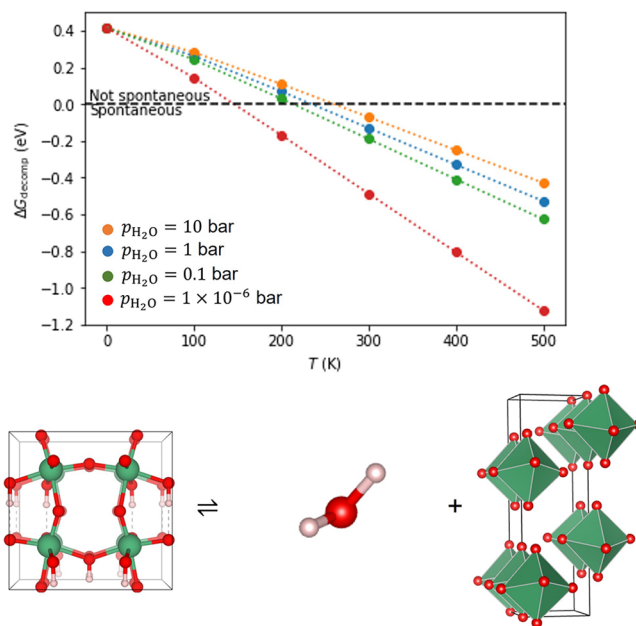 0.4
0.2
Not spontaneous
0.0
Spontaneous
−0.2
−0.4
−0.6
−0.8
−1.0
−1.2
ΔG_decomp (eV)
p_H₂O = 10 bar
p_H₂O = 1 bar
p_H₂O = 0.1 bar
p_H₂O = 1 × 10⁻⁶ bar
0 100 200 300 400 500
T (K)
⇌ +